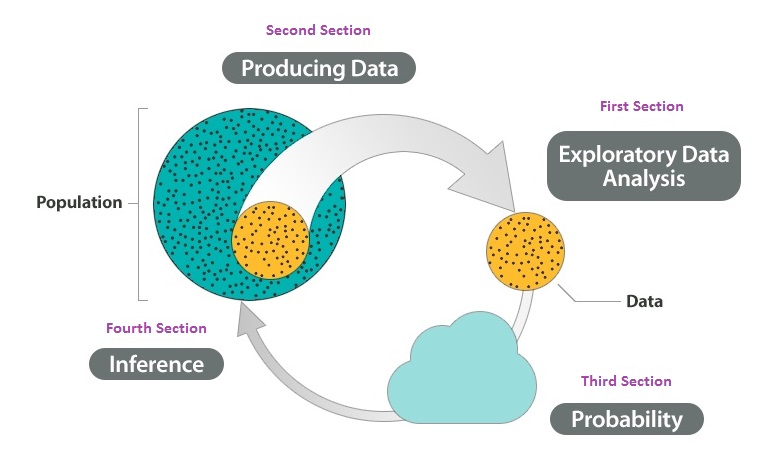 Second Section
Producing Data
First Section
Exploratory Data
Analysis
Population
Data
Fourth Section
Inference
Third Section
Probability